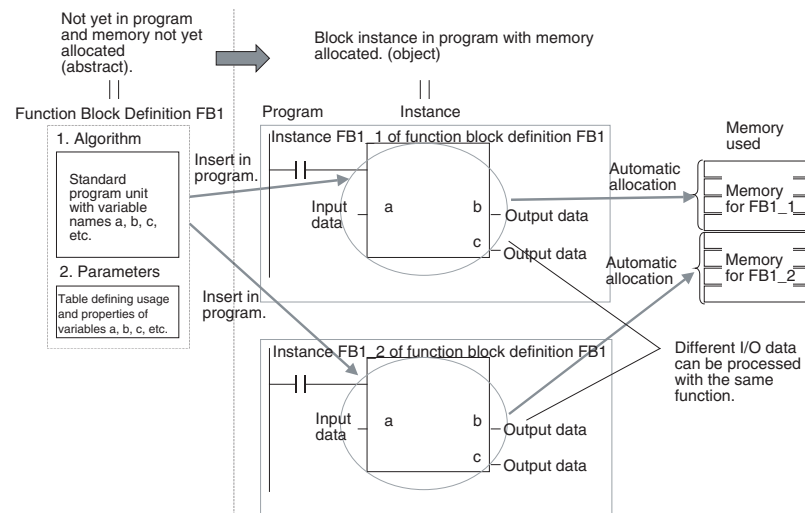 Not yet in program
and memory not yet
allocated
(abstract).
Block instance in program with memory
allocated. (object)
Function Block Definition FB1
Program
Instance
1. Algorithm
Standard
program unit
with variable
names a, b, c,
etc.
2. Parameters
Table defining usage
and properties of
variables a, b, c, etc.
Insert in
program.
Insert in
program.
Instance FB1_1 of function block definition FB1
Input
data
a
b
Output data
c
Output data
Automatic
allocation
Memory
used
Memory
for FB1_1
Automatic
allocation
Memory
for FB1_2
Instance FB1_2 of function block definition FB1
Input
data
a
b
Output data
c
Output data
Different I/O data
can be processed
with the same
function.